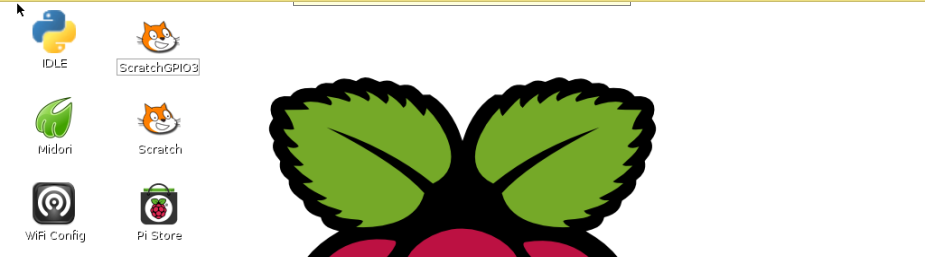 IDLE
ScratchGPIO3
Midori
Scratch
WiFi Config
Pi Store